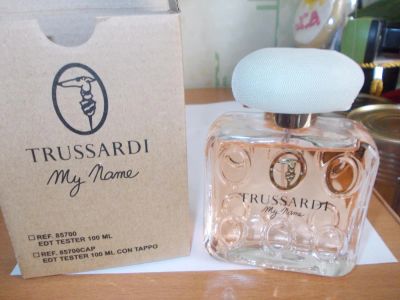 TRUSSARDI
My Name
REF. 85700
EDT TESTER 100 ML
REF. 85700CAP
EDT TESTER 100 ML CON TAPPO
TRUSSARDI
My Name